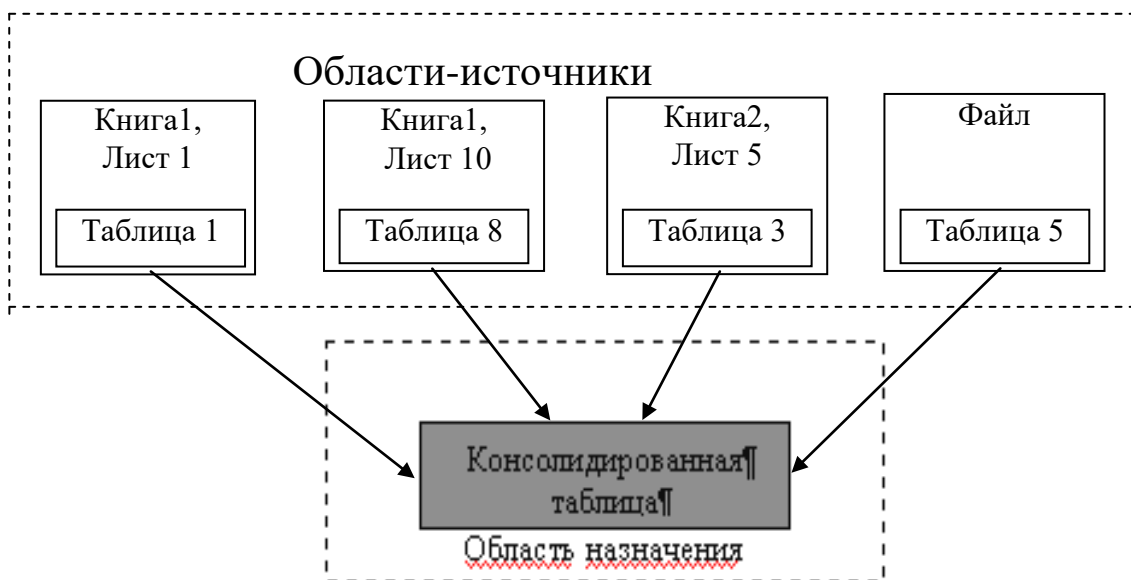 Области-источники
Книга1,
Лист 1
Таблица 1
Книга1,
Лист 10
Таблица 8
Книга2,
Лист 5
Таблица 3
Файл
Таблица 5
Консолидированная¶
таблица¶
Область назначения